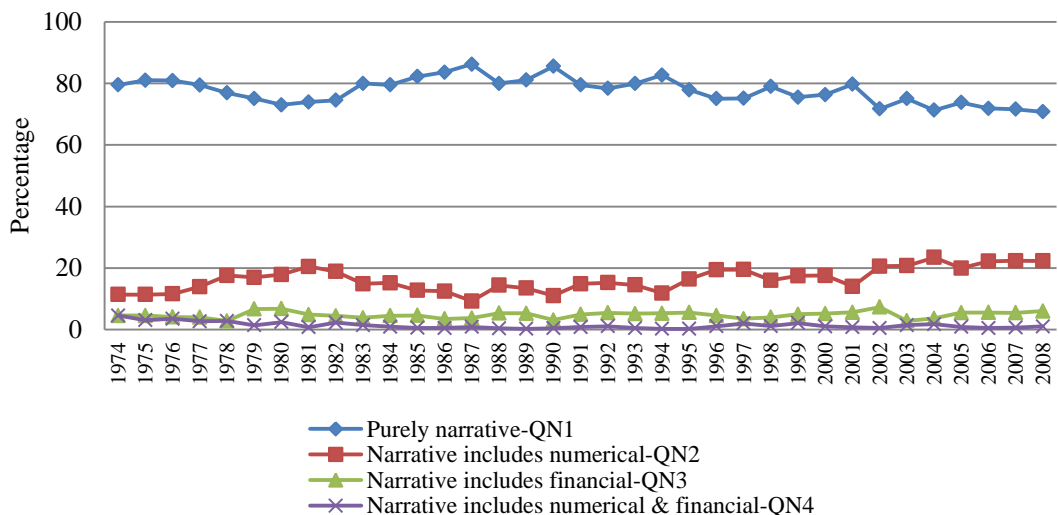 100
80
60
40
20
0
Percentage
1974 1975 1976 1977 1978 1979 1980 1981 1982 1983 1984 1985 1986 1987 1988 1989 1990 1991 1992 1993 1994 1995 1996 1997 1998 1999 2000 2001 2002 2003 2004 2005 2006 2007 2008
Purely narrative-QN1
Narrative includes numerical-QN2
Narrative includes financial-QN3
Narrative includes numerical & financial-QN4